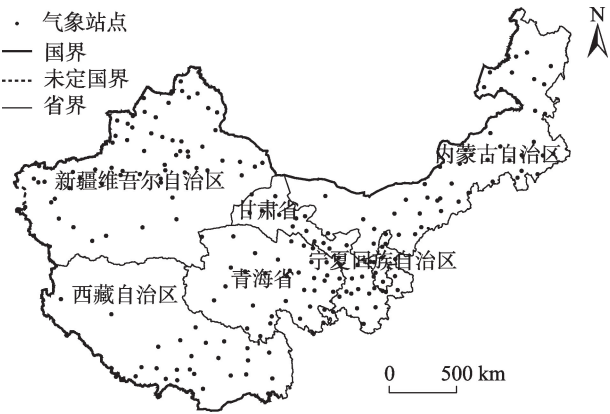 气象站点
国界
未定国界
省界
N
内蒙古自治区
新疆维吾尔自治区
甘肃省
宁夏回族自治区
青海省
西藏自治区
0 500 km